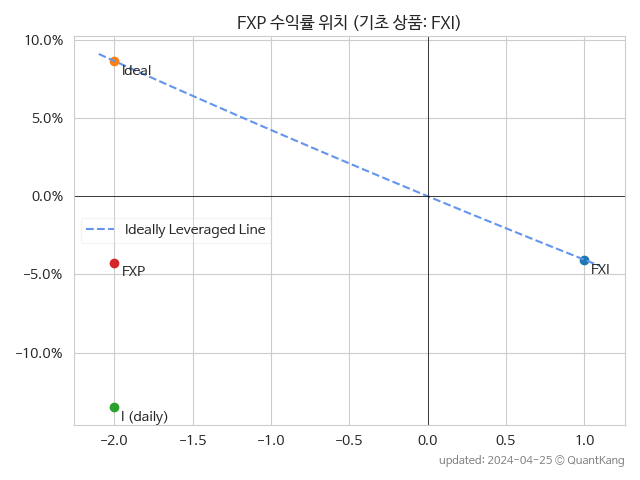 FXP 수익률 위치 (기초 상품: FXI)
10.0%
Ideal
5.0%
0.0%
Ideally Leveraged Line
FXP
−5.0%
FXI
−10.0%
I (daily)
−2.0 −1.5 −1.0 −0.5 0.0 0.5 1.0
updated: 2024-04-25 © QuantKang